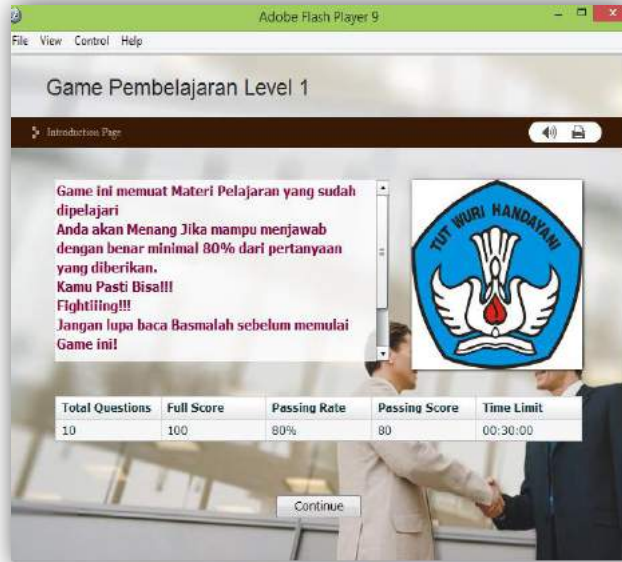 Adobe Flash Player 9
File View Control Help
Game Pembelajaran Level 1
Introduction Page
Game ini memuat Materi Pelajaran yang sudah
dipelajari
Anda akan Menang Jika mampu menjawab
dengan benar minimal 80% dari pertanyaan
yang diberikan.
Kamu Pasti Bisa!!!
Fightiiing!!!
Jangan lupa baca Basmalah sebelum memulai
Game ini!
TUT WURI HANDAYANI
Total Questions Full Score Passing Rate Passing Score Time Limit
10 100 80% 80 00:30:00
Continue